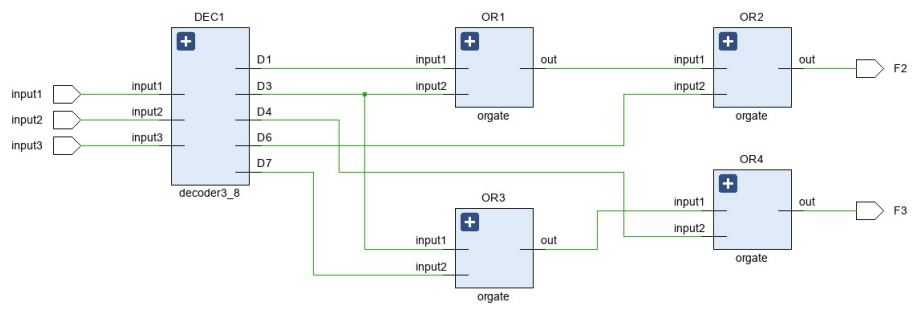 DEC1
OR1
OR2
D1
input1
out
input1
out
F2
input1
input1
D3
input2
input2
input2
input2
D4
orgate
orgate
input3
input3
D6
D7
OR4
decoder3_8
OR3
input1
out
F3
input1
out
input2
input2
orgate
orgate